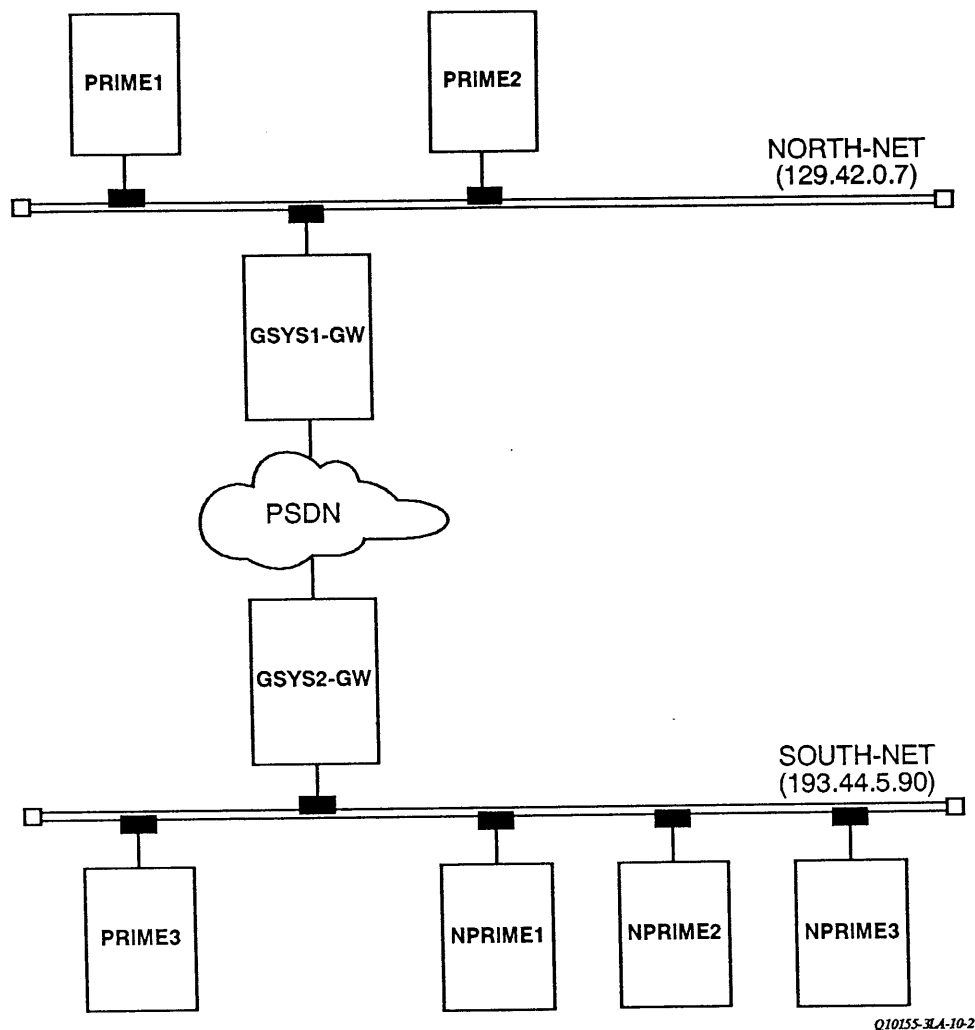 PRIME1
PRIME2
NORTH-NET
(129.42.0.7)
GSYS1-GW
PSDN
GSYS2-GW
SOUTH-NET
(193.44.5.90)
PRIME3
NPRIME1
NPRIME2
NPRIME3
Q10155-3LA-10-2